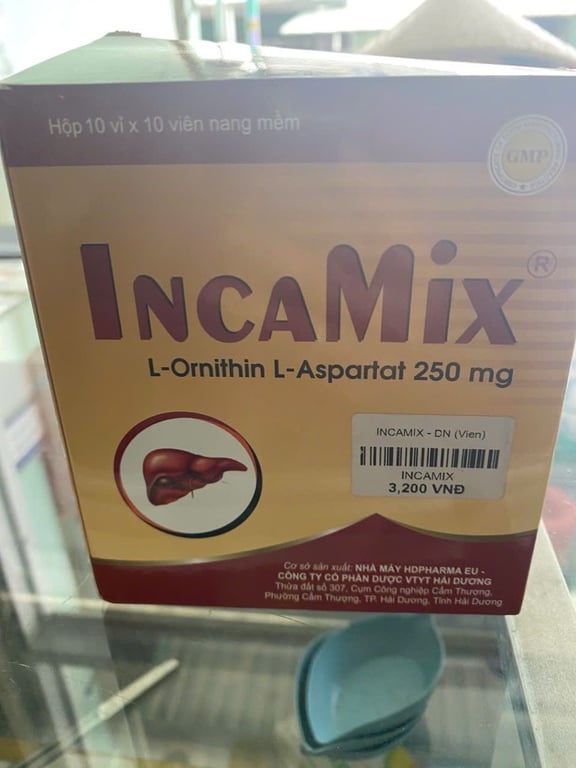 Hộp 10 vỉ x 10 viên nang mềm
GMP
INCAMIX®
L-Ornithin L-Aspartat 250 mg
INCAMIX - DN (Vien)
INCAMIX
3,200 VNĐ
Cơ sở sản xuất: NHÀ MÁY HDPHARMA EU -
CÔNG TY CỔ PHẦN DƯỢC VTYT HẢI DƯƠNG
Thửa đất số 307, Cụm Công nghiệp Cẩm Thượng,
Phường Cẩm Thượng, TP. Hải Dương, Tỉnh Hải Dương